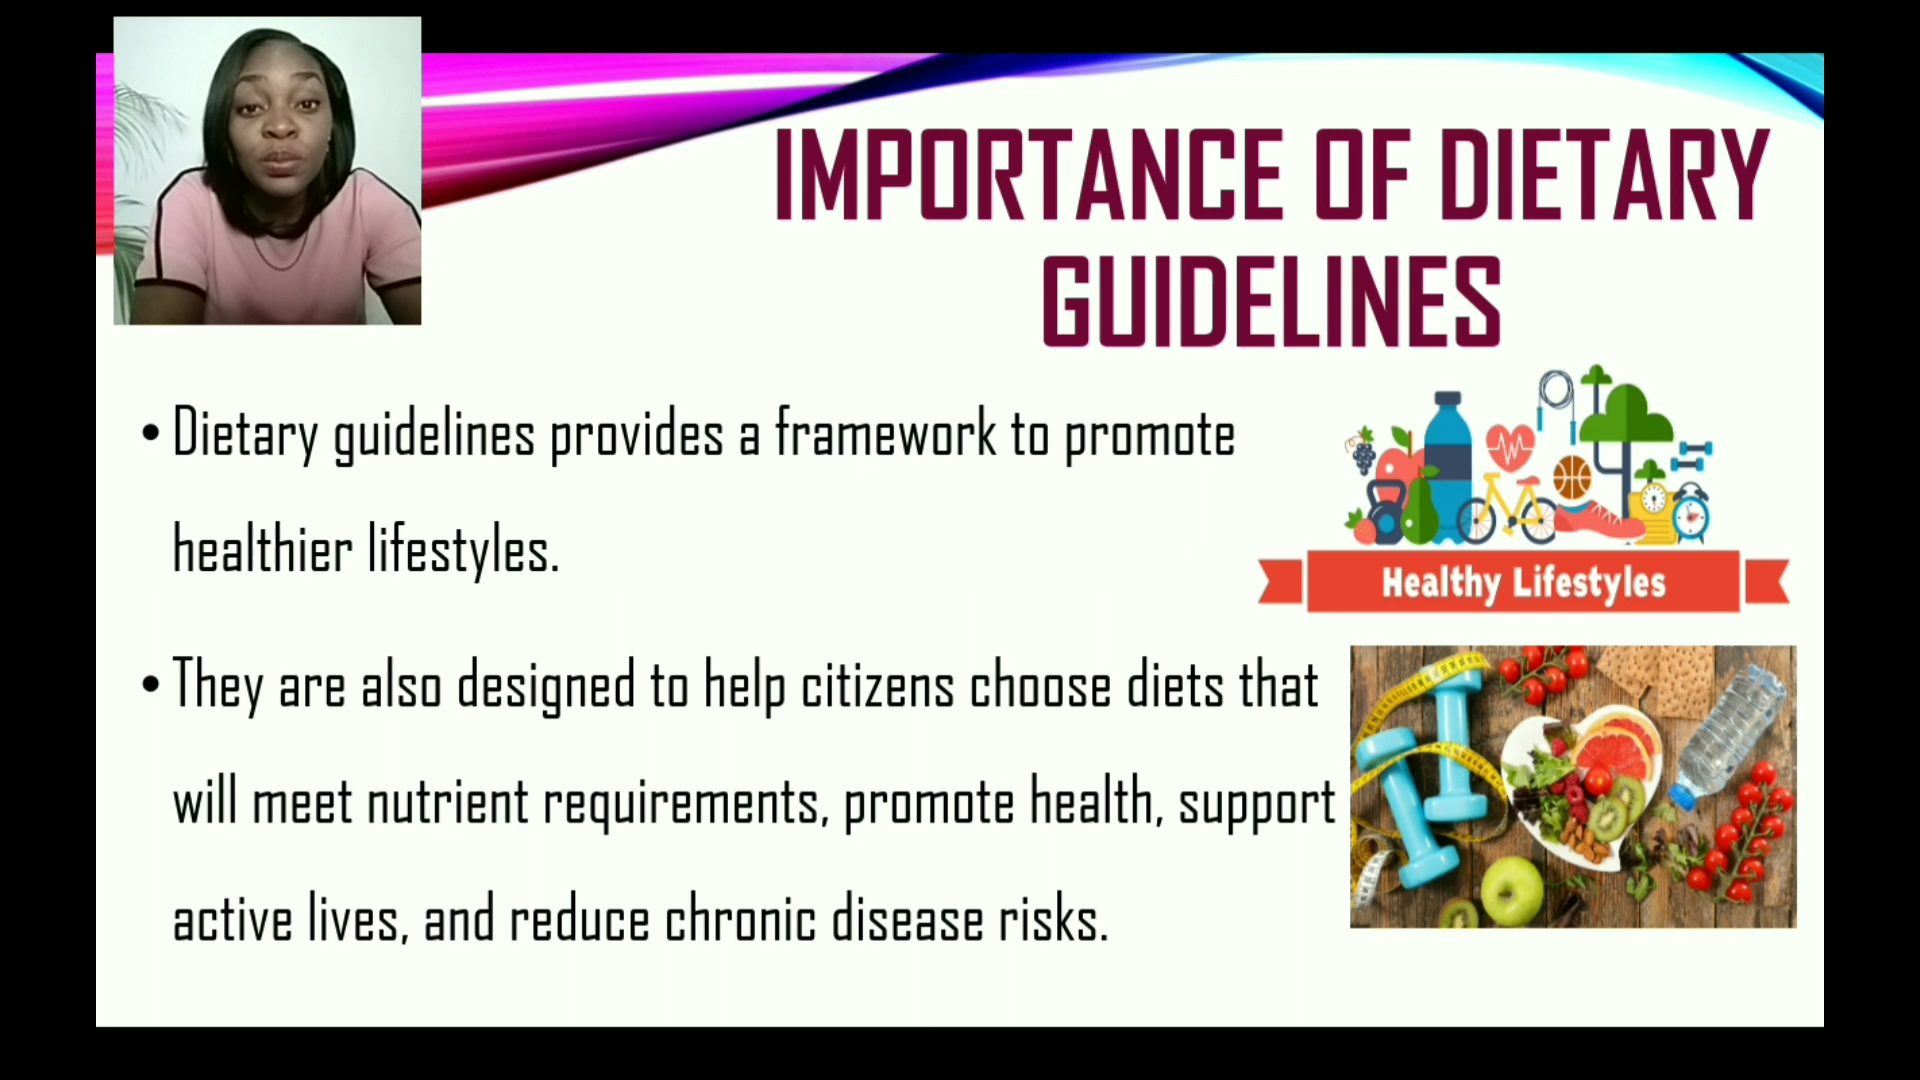 IMPORTANCE OF DIETARY
GUIDELINES
• Dietary guidelines provides a framework to promote
healthier lifestyles.
Healthy Lifestyles
• They are also designed to help citizens choose diets that
will meet nutrient requirements, promote health, support
active lives, and reduce chronic disease risks.